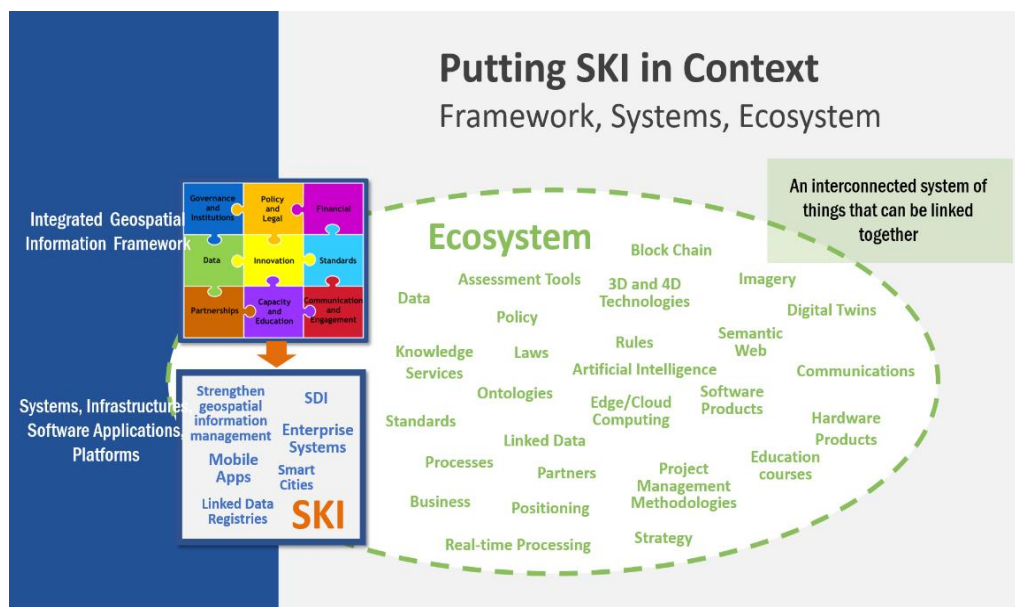 Putting SKI in Context
Framework, Systems, Ecosystem
An interconnected system of
things that can be linked
together
Integrated Geospatial
Information Framework
Governance
and
Institutions
Policy
and
Legal
Financial
Data
Innovation
Standards
Partnerships
Capacity
and
Education
Communication
and
Engagement
Systems, Infrastructures,
Software Applications,
Platforms
Strengthen
geospatial
information
management
SDI
Enterprise
Systems
Mobile
Apps
Smart
Cities
Linked Data
Registries
SKI
Ecosystem
Block Chain
Assessment Tools
3D and 4D
Technologies
Imagery
Data
Digital Twins
Policy
Semantic
Web
Rules
Knowledge
Services
Laws
Artificial Intelligence
Communications
Ontologies
Edge/Cloud
Computing
Software
Products
Standards
Hardware
Products
Linked Data
Processes
Partners
Project
Management
Methodologies
Education
courses
Business
Positioning
Real-time Processing
Strategy